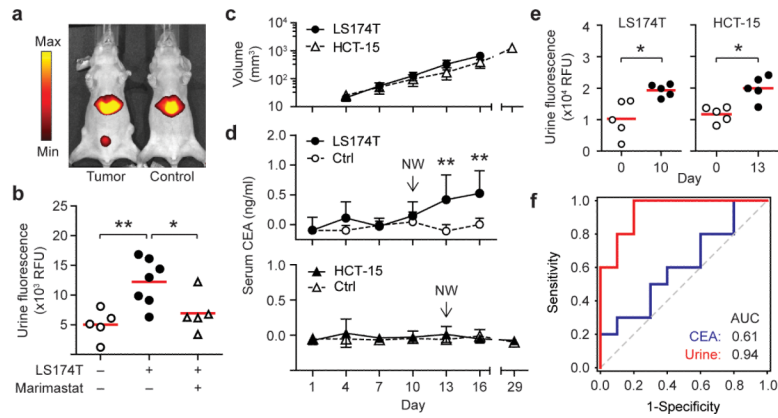 a
Max
Min
Tumor
Control
b
Urine fluorescence
(x10³ RFU)
25
20
15
10
5
**
*
LS174T
–
+
+
Marimastat
–
–
+
c
LS174T
HCT-15
Volume
(mm³)
10³
10²
10¹
d
LS174T
Ctrl
2.0
1.0
0.5
0.0
NW
**
**
Serum CEA (ng/ml)
HCT-15
Ctrl
2.0
1.0
0.5
0.0
NW
1
4
7
10
13
16
29
Day
e
LS174T
HCT-15
Urine fluorescence
(x10⁴ RFU)
4
3
2
1
0
*
*
0
10
0
13
Day
f
Sensitivity
1.0
0.8
0.6
0.4
0.2
0.0
AUC
CEA: 0.61
Urine: 0.94
0.0 0.2 0.4 0.6 0.8 1.0
1-Specificity